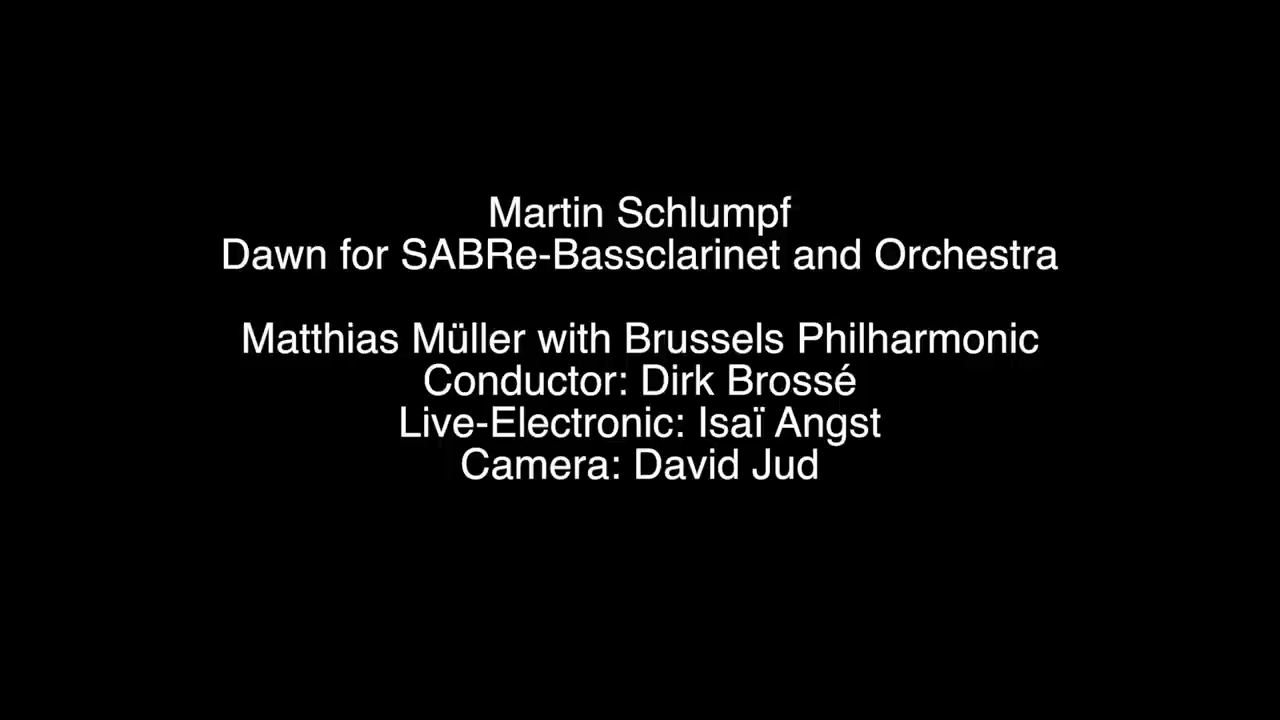 Martin Schlumpf
Dawn for SABRe-Bassclarinet and Orchestra
Matthias Müller with Brussels Philharmonic
Conductor: Dirk Brossé
Live-Electronic: Isaï Angst
Camera: David Jud